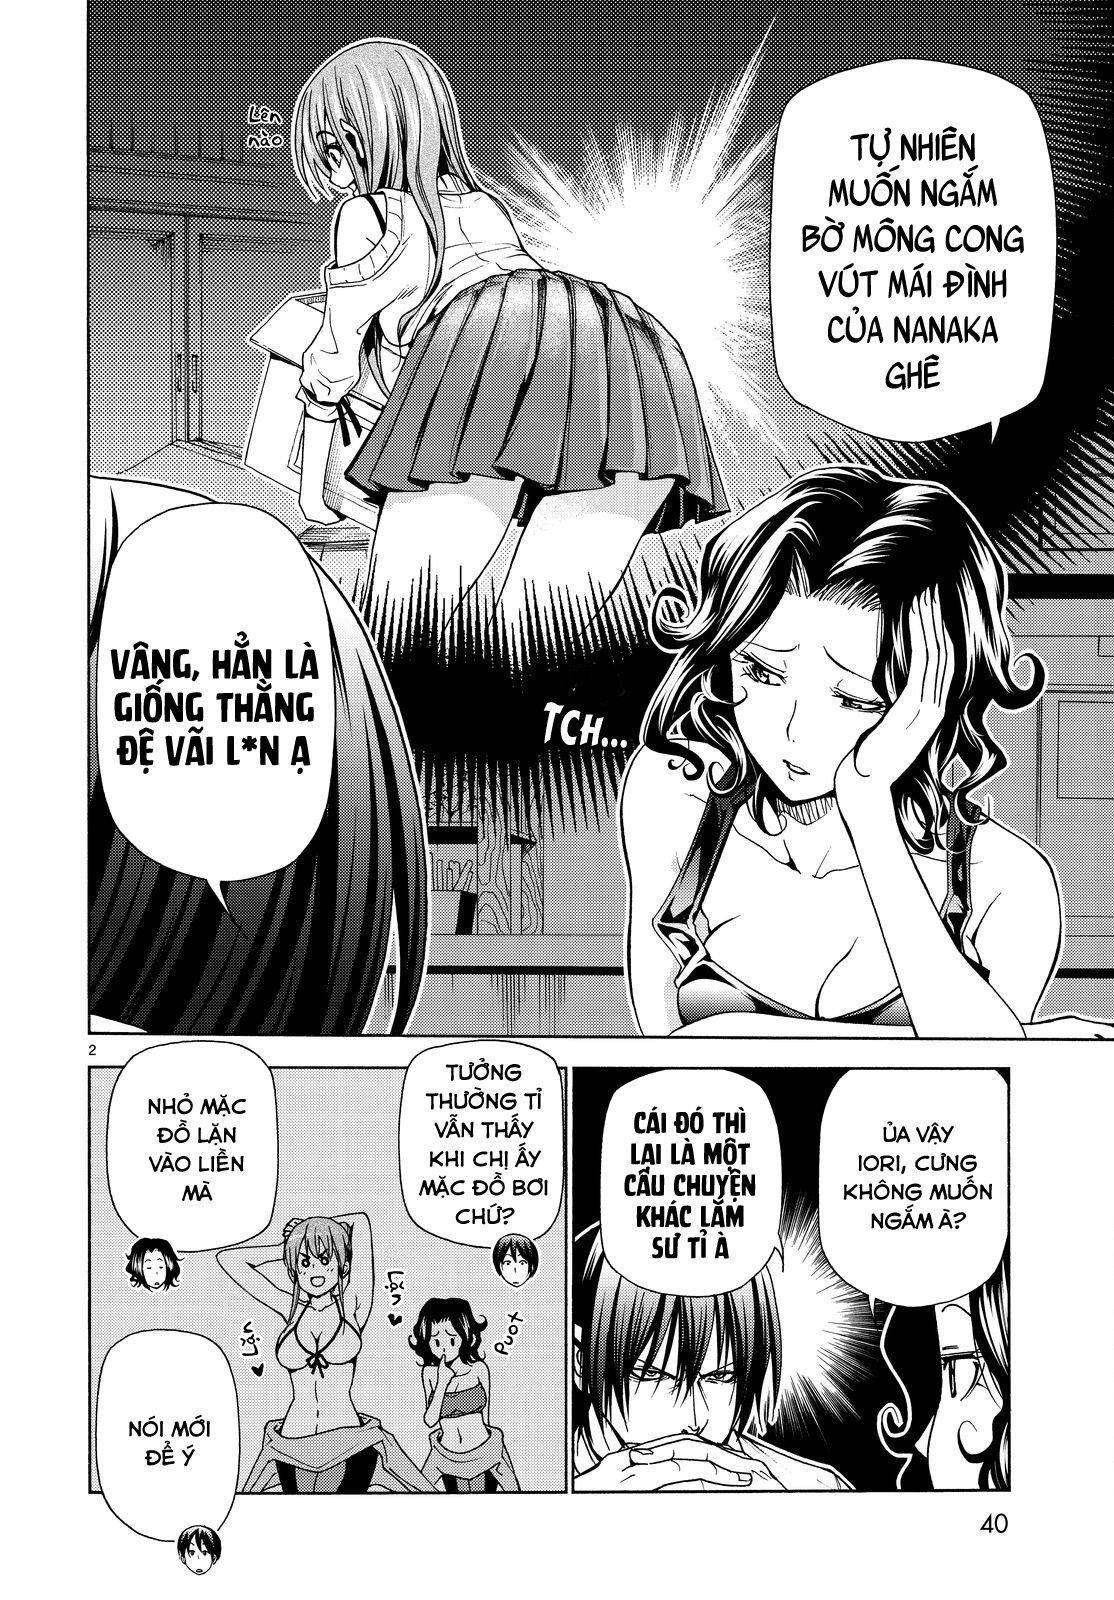 TỰ NHIÊN
MUỐN NGẮM
BỜ MÔNG CONG
VÚT MÁI ĐÌNH
CỦA NANAKA
GHÊ
Lên
nào
TCH...
VÂNG, HẲN LÀ
GIỐNG THẰNG
ĐỆ VÃI L*N Ạ
2
ỦA VẬY
IORI, CƯNG
KHÔNG MUỐN
NGẮM À?
CÁI ĐÓ THÌ
LẠI LÀ MỘT
CÂU CHUYỆN
KHÁC LẮM
SƯ TỈ À
TƯỞNG
THƯỜNG TỈ
VẪN THẤY
KHI CHỊ ẤY
MẶC ĐỒ BƠI
CHỨ?
NHỎ MẶC
ĐỒ LẶN
VÀO LIỀN
MÀ
NÓI MỚI
ĐỂ Ý
40